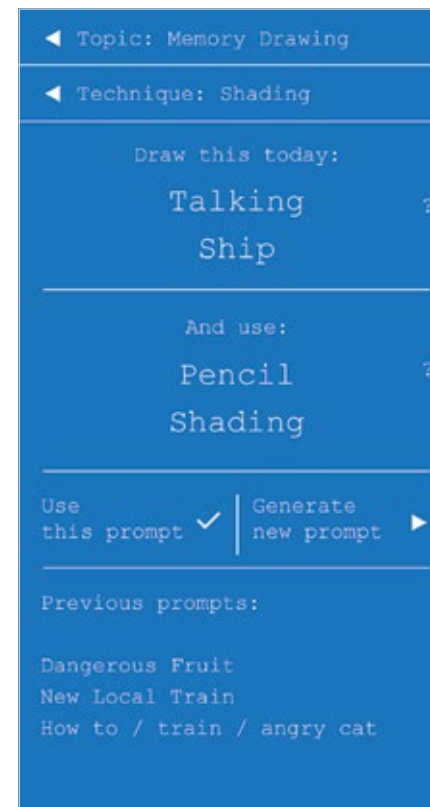 Topic: Memory Drawing
Technique: Shading
Draw this today:
Talking
Ship
?
And use:
Pencil
Shading
?
Use
this prompt
Generate
new prompt
Previous prompts:
Dangerous Fruit
New Local Train
How to / train / angry cat